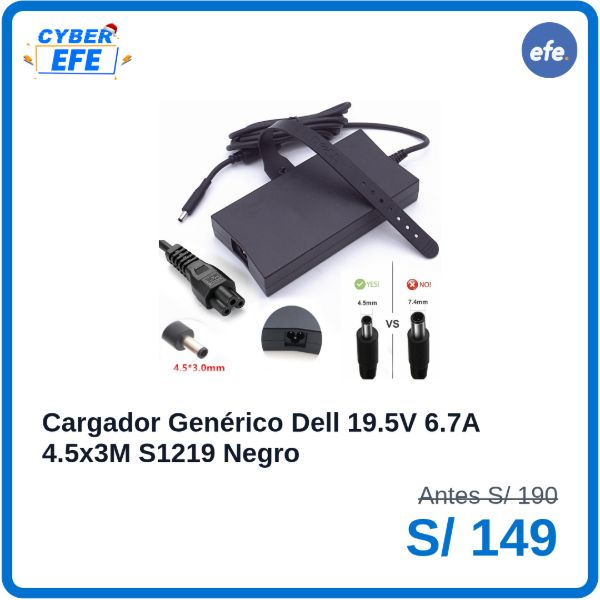 CYBER
EFE
efe.
YES!
NO!
4.5mm
7.4mm
VS
4.5*3.0mm
Cargador Genérico Dell 19.5V 6.7A
4.5x3M S1219 Negro
Antes S/ 190
S/ 149